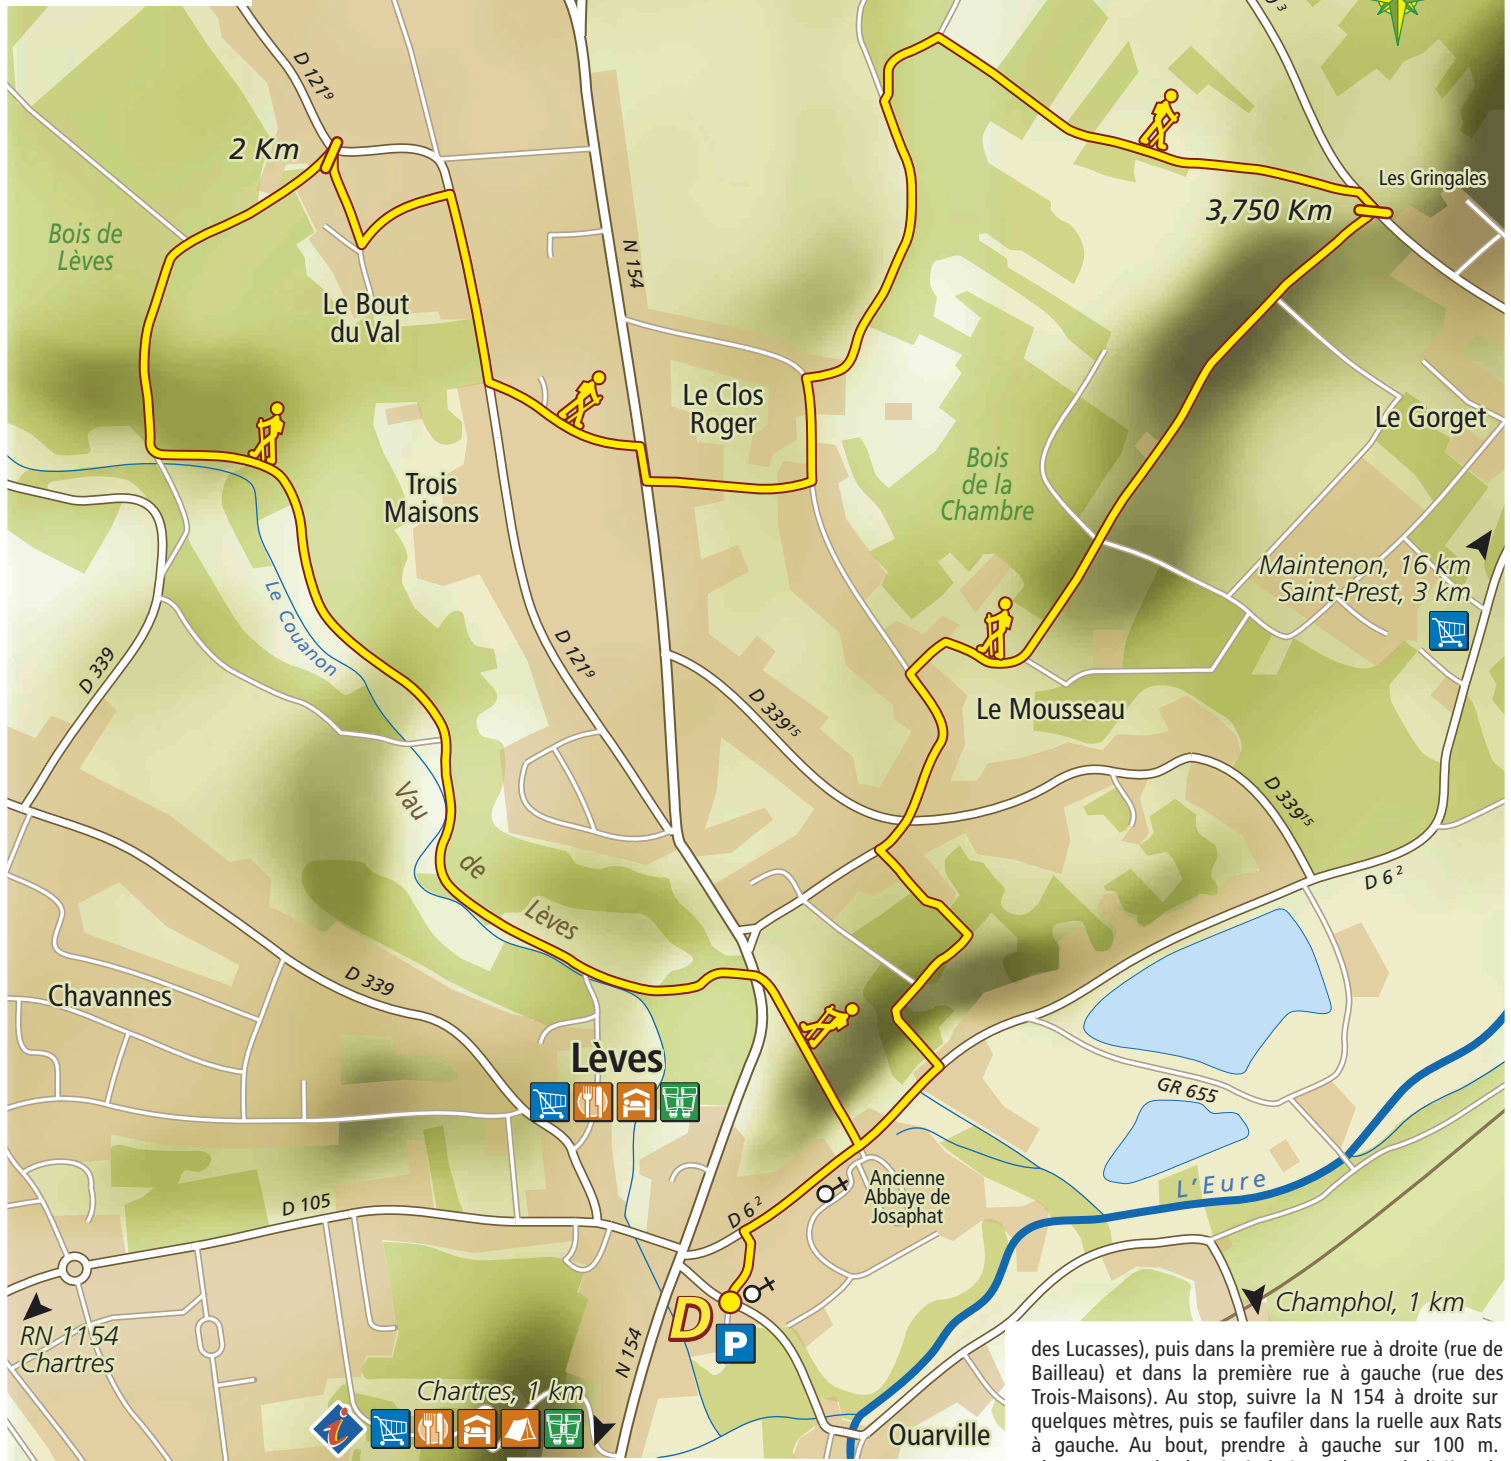 D 121⁹
2 Km
Bois de
Lèves
Le Bout
du Val
N 154
Les Gringales
3,750 Km
Le Clos
Roger
Le Gorget
Trois
Maisons
Bois
de la
Chambre
Maintenon, 16 km
Saint-Prest, 3 km
Le Couanon
D 339
D 121⁹
D 339¹⁵
Le Mousseau
D 339¹⁵
Vau
de
Lèves
D 6²
Chavannes
D 339
Lèves
GR 655
L'Eure
Ancienne
Abbaye de
Josaphat
D 105
D 6²
D
P
Champhol, 1 km
RN 1154
Chartres
N 154
Chartres, 1 km
i
Ouarville
des Lucasses), puis dans la première rue à droite (rue de
Bailleau) et dans la première rue à gauche (rue des
Trois-Maisons). Au stop, suivre la N 154 à droite sur
quelques mètres, puis se faufiler dans la ruelle aux Rats
à gauche. Au bout, prendre à gauche sur 100 m.